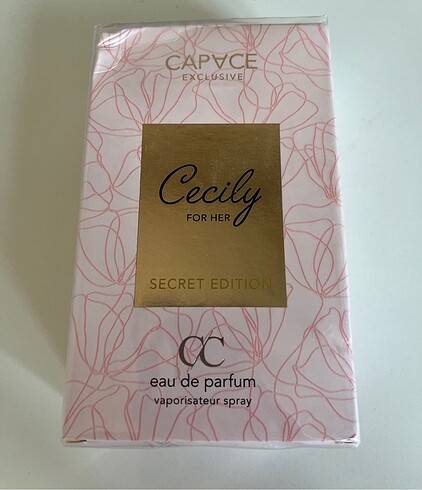 CAPACE
EXCLUSIVE
Cecily
FOR HER
SECRET EDITION
CC
eau de parfum
vaporisateur spray